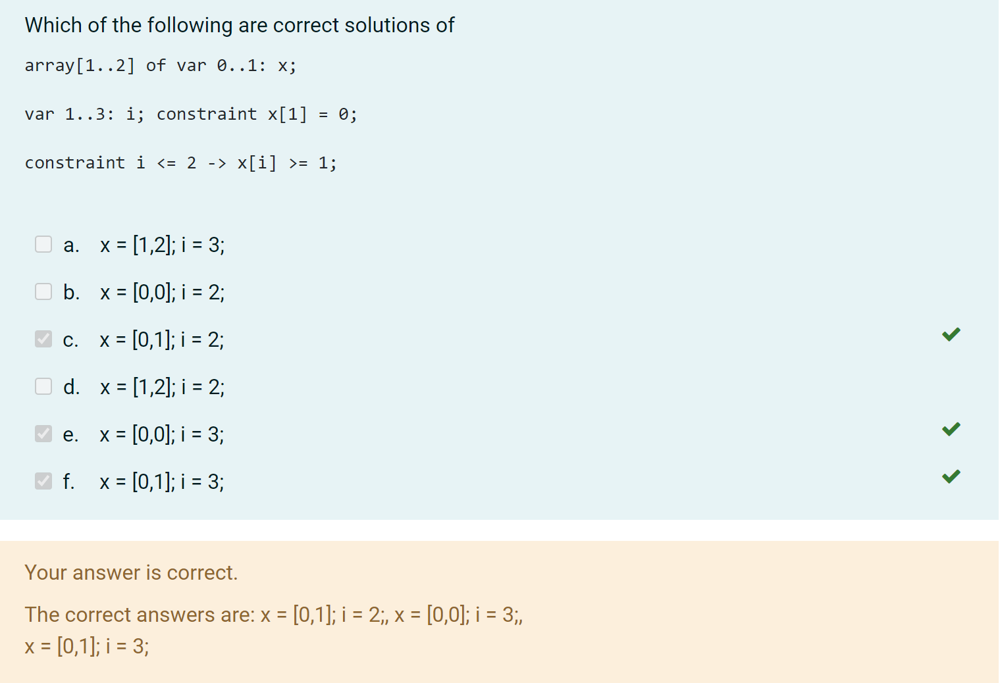 Which of the following are correct solutions of
array[1..2] of var 0..1: x;
var 1..3: i; constraint x[1] = 0;
constraint i <= 2 -> x[i] >= 1;
a. x = [1,2]; i = 3;
b. x = [0,0]; i = 2;
c. x = [0,1]; i = 2;
d. x = [1,2]; i = 2;
e. x = [0,0]; i = 3;
f. x = [0,1]; i = 3;
Your answer is correct.
The correct answers are: x = [0,1]; i = 2;, x = [0,0]; i = 3;,
x = [0,1]; i = 3;